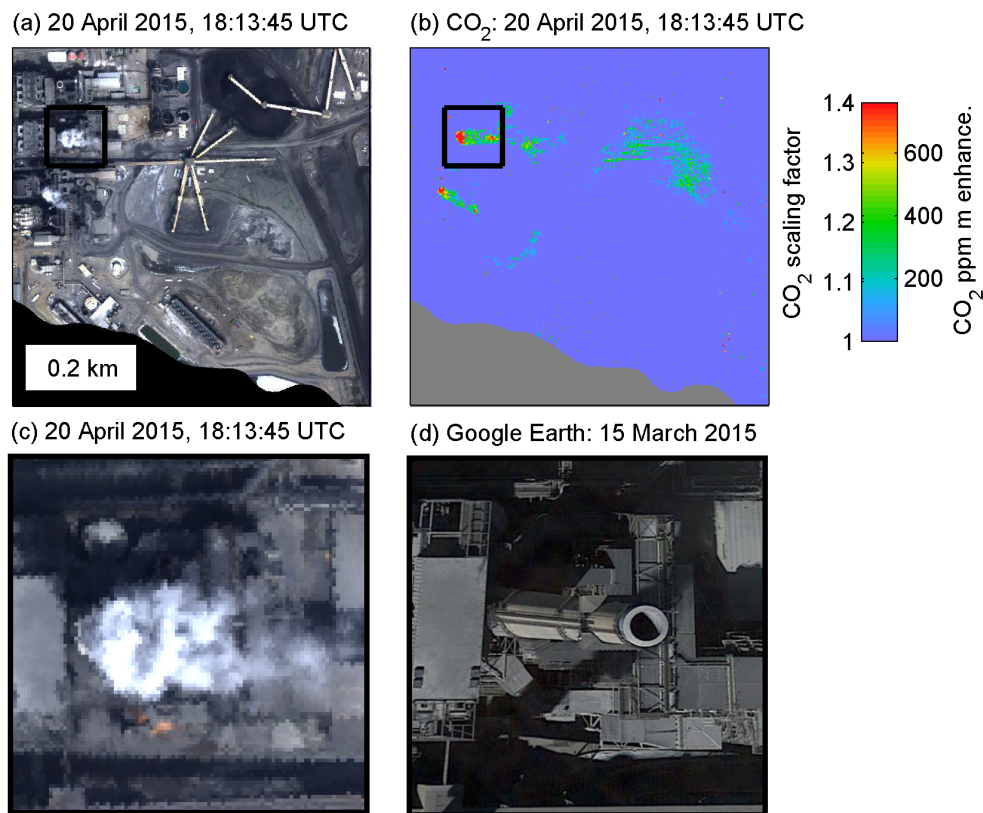 (a) 20 April 2015, 18:13:45 UTC
(b) CO₂: 20 April 2015, 18:13:45 UTC
0.2 km
1.4
1.3
1.2
1.1
1
CO₂ scaling factor
600
400
200
CO₂ ppm m enhance.
(c) 20 April 2015, 18:13:45 UTC
(d) Google Earth: 15 March 2015